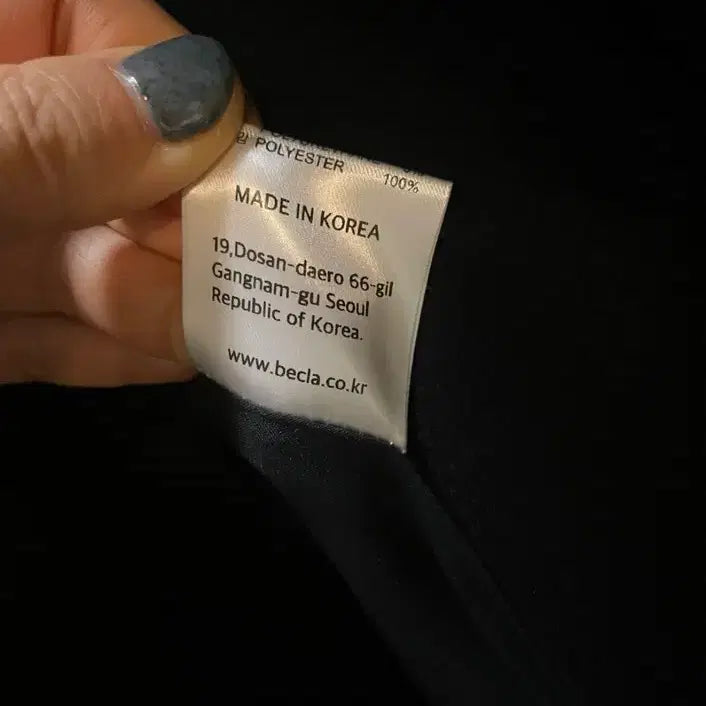 POLYESTER 100%
MADE IN KOREA
19,Dosan-daero 66-gil
Gangnam-gu Seoul
Republic of Korea.
www.becla.co.kr